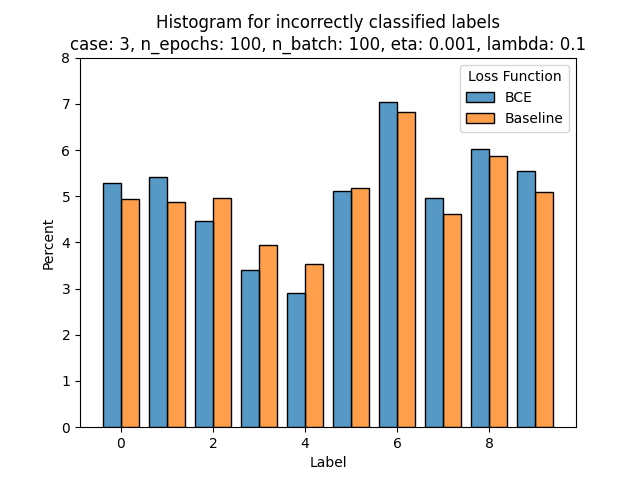 Histogram for incorrectly classified labels
case: 3, n_epochs: 100, n_batch: 100, eta: 0.001, lambda: 0.1
Loss Function
BCE
Baseline
8
7
6
5
4
3
2
1
0
Percent
0 2 4 6 8
Label